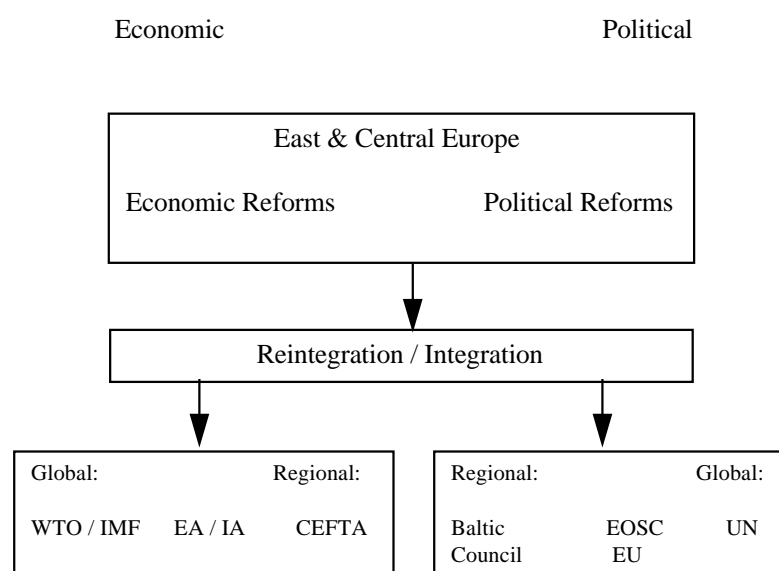 Economic Political
East & Central Europe
Economic Reforms Political Reforms
Reintegration / Integration
Global: Regional:
WTO / IMF EA / IA CEFTA
Regional: Global:
Baltic EOSC UN
Council EU